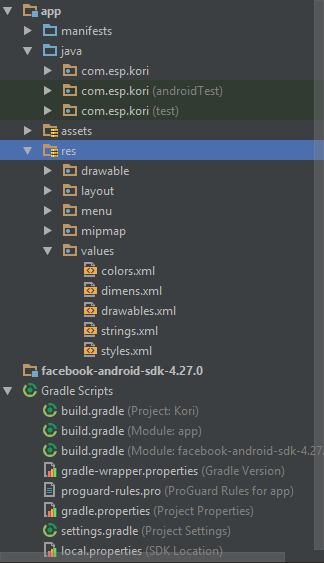 app
manifests
java
com.esp.kori
com.esp.kori (androidTest)
com.esp.kori (test)
assets
res
drawable
layout
menu
mipmap
values
colors.xml
dimens.xml
drawables.xml
strings.xml
styles.xml
facebook-android-sdk-4.27.0
Gradle Scripts
build.gradle (Project: Kori)
build.gradle (Module: app)
build.gradle (Module: facebook-android-sdk-4.27.
gradle-wrapper.properties (Gradle Version)
proguard-rules.pro (ProGuard Rules for app)
gradle.properties (Project Properties)
settings.gradle (Project Settings)
local.properties (SDK Location)